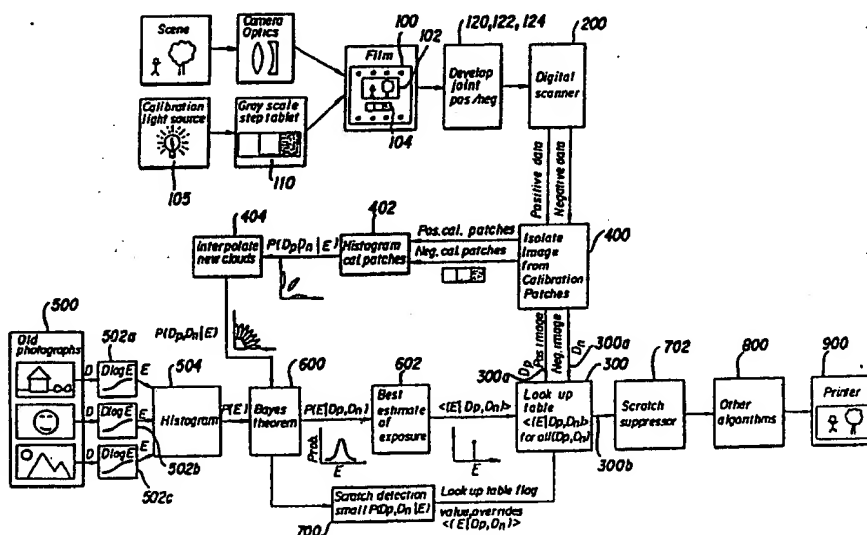 Scene
Camera
Optics
Film
100
102
104
120, 122, 124
Develop
joint
pos/neg
200
Digital
scanner
Calibration
light source
105
Gray scale
step tablet
110
Positive data
Negative data
404
Interpolate
new clouds
P(Dp,Dn|E)
402
Histogram
cal. patches
Pos. cal. patches
Neg. cal. patches
400
Isolate
Image
from
Calibration
Patches
500
Old photographs
D
D
D
502a
DlogE
E
DlogE
E
502b
DlogE
E
502c
504
Histogram
P(E)
P(Dp,Dn|E)
600
Bayes
theorem
P(E|Dp,Dn)
Prob.
E
602
Best
estimate
of
exposure
<(E|Dp,Dn)>
E
Dp
Pos. image
Neg. image
Dn
300a
300a
300
Look up
table
<(E|Dp,Dn)>
for all(Dp,Dn)
300b
702
Scratch
suppressor
800
Other
algorithms
900
Printer
Scratch detection
small P(Dp,Dn|E)
700
Look up table flag
value, overrides
<(E|Dp,Dn)>